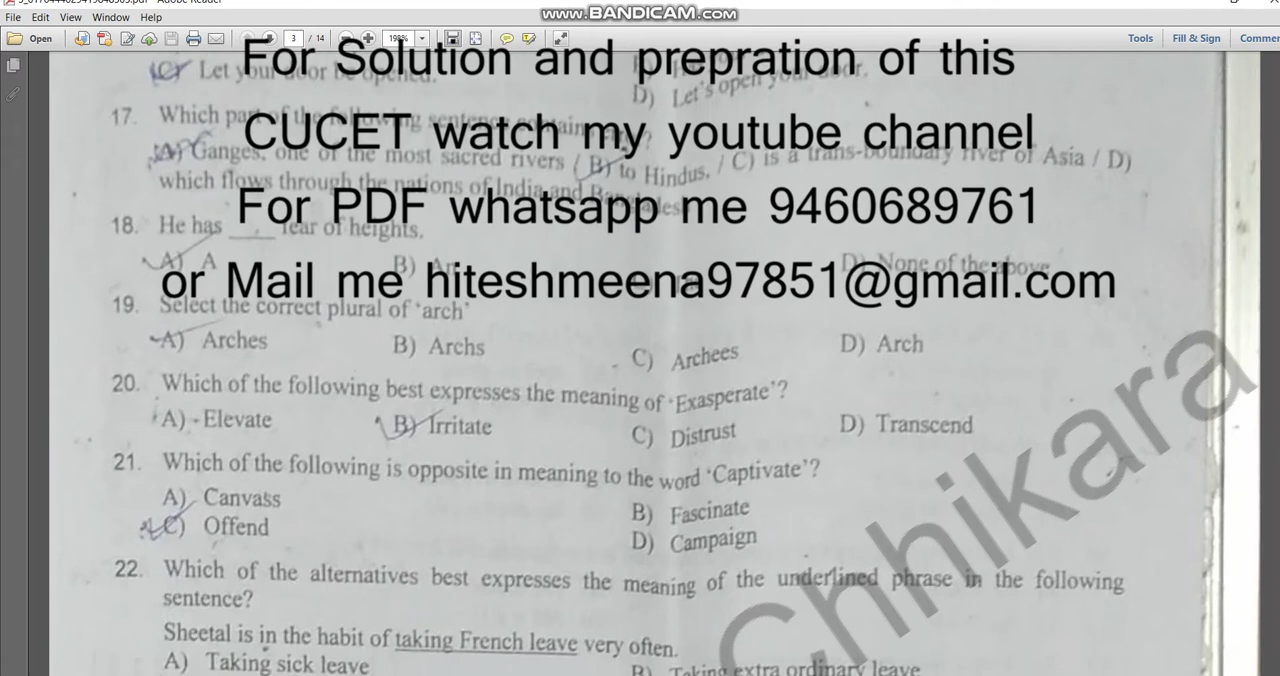 3_017644402941984830S.pdf - Adobe Reader
www.BANDICAM.com
File Edit View Window Help
Open 3 / 14 Tools Fill & Sign Commer
For Solution and prepration of this
C) Let your door be opened.
D) Let's open your door.
17. Which part of the following sentence contains
CUCET watch my youtube channel
A) Ganges, one of the most sacred rivers / B) to Hindus, / C) is a trans-boundary river of Asia / D)
which flows through the nations of India and
For PDF whatsapp me 9460689761
18. He has ____ fear of heights.
A) A B) An D) None of the above
or Mail me hiteshmeena97851@gmail.com
19. Select the correct plural of 'arch'
A) Arches B) Archs C) Archees D) Arch
20. Which of the following best expresses the meaning of 'Exasperate'?
A) Elevate B) Irritate C) Distrust D) Transcend
21. Which of the following is opposite in meaning to the word 'Captivate'?
A) Canvass B) Fascinate
C) Offend D) Campaign
22. Which of the alternatives best expresses the meaning of the underlined phrase in the following
sentence?
Sheetal is in the habit of taking French leave very often.
A) Taking sick leave B) Taking extra ordinary leave
Chhikara